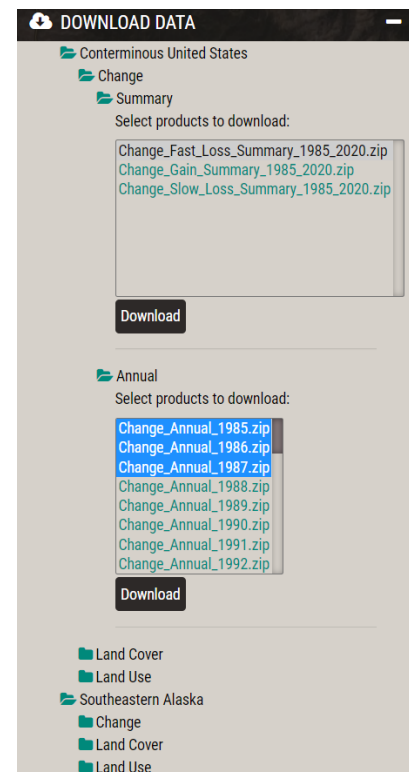 DOWNLOAD DATA
Conterminous United States
Change
Summary
Select products to download:
Change_Fast_Loss_Summary_1985_2020.zip
Change_Gain_Summary_1985_2020.zip
Change_Slow_Loss_Summary_1985_2020.zip
Download
Annual
Select products to download:
Change_Annual_1985.zip
Change_Annual_1986.zip
Change_Annual_1987.zip
Change_Annual_1988.zip
Change_Annual_1989.zip
Change_Annual_1990.zip
Change_Annual_1991.zip
Change_Annual_1992.zip
Download
Land Cover
Land Use
Southeastern Alaska
Change
Land Cover
Land Use